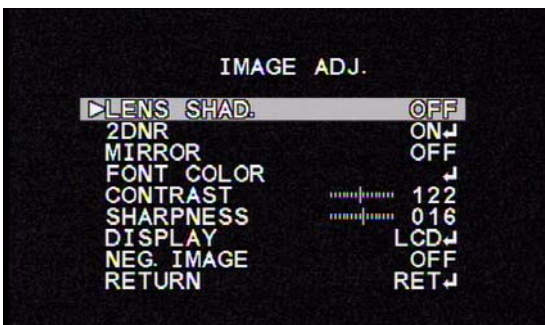 IMAGE ADJ.
▷LENS SHAD. OFF
2DNR ON↲
MIRROR OFF
FONT COLOR ↲
CONTRAST 122
SHARPNESS 016
DISPLAY LCD↲
NEG. IMAGE OFF
RETURN RET↲